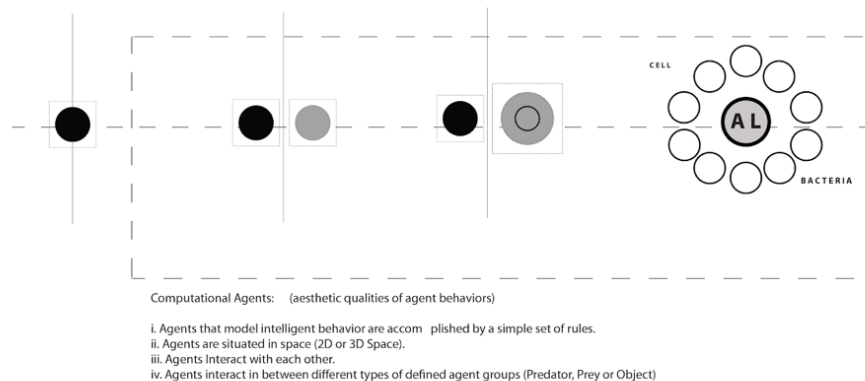 CELL
AL
BACTERIA
Computational Agents: (aesthetic qualities of agent behaviors)
i. Agents that model intelligent behavior are accom plished by a simple set of rules.
ii. Agents are situated in space (2D or 3D Space).
iii. Agents Interact with each other.
iv. Agents interact in between different types of defined agent groups (Predator, Prey or Object)